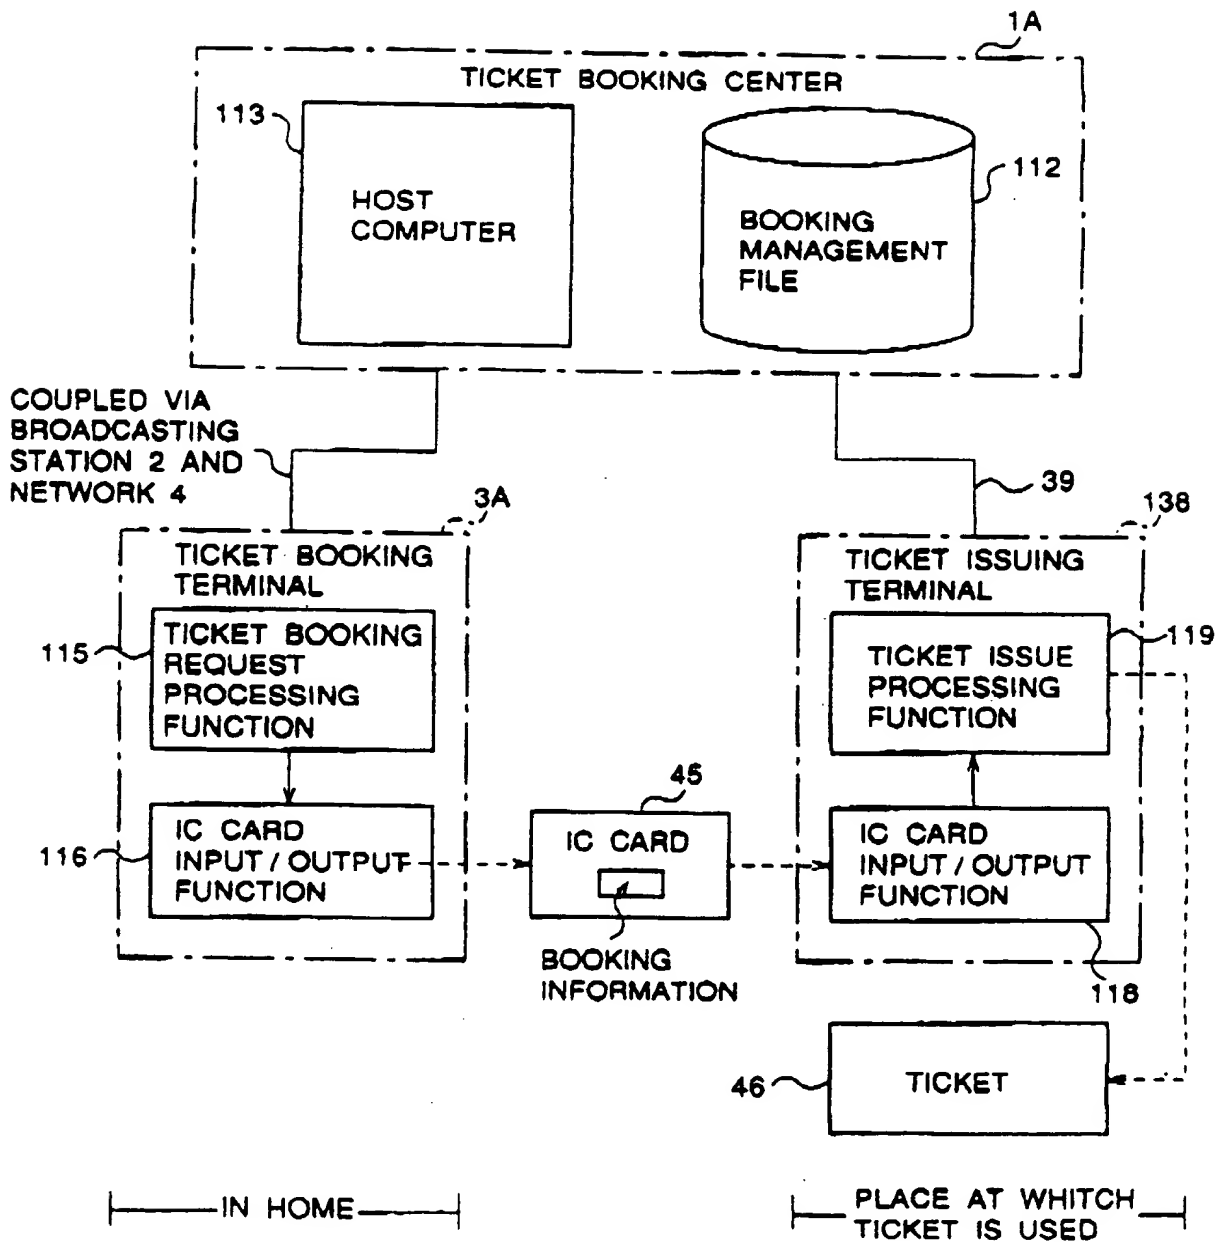 1A
TICKET BOOKING CENTER
113
HOST
COMPUTER
112
BOOKING
MANAGEMENT
FILE
COUPLED VIA
BROADCASTING
STATION 2 AND
NETWORK 4
39
3A
TICKET BOOKING
TERMINAL
115
TICKET BOOKING
REQUEST
PROCESSING
FUNCTION
116
IC CARD
INPUT / OUTPUT
FUNCTION
45
IC CARD
BOOKING
INFORMATION
138
TICKET ISSUING
TERMINAL
119
TICKET ISSUE
PROCESSING
FUNCTION
IC CARD
INPUT / OUTPUT
FUNCTION
118
46
TICKET
IN HOME
PLACE AT WHITCH
TICKET IS USED